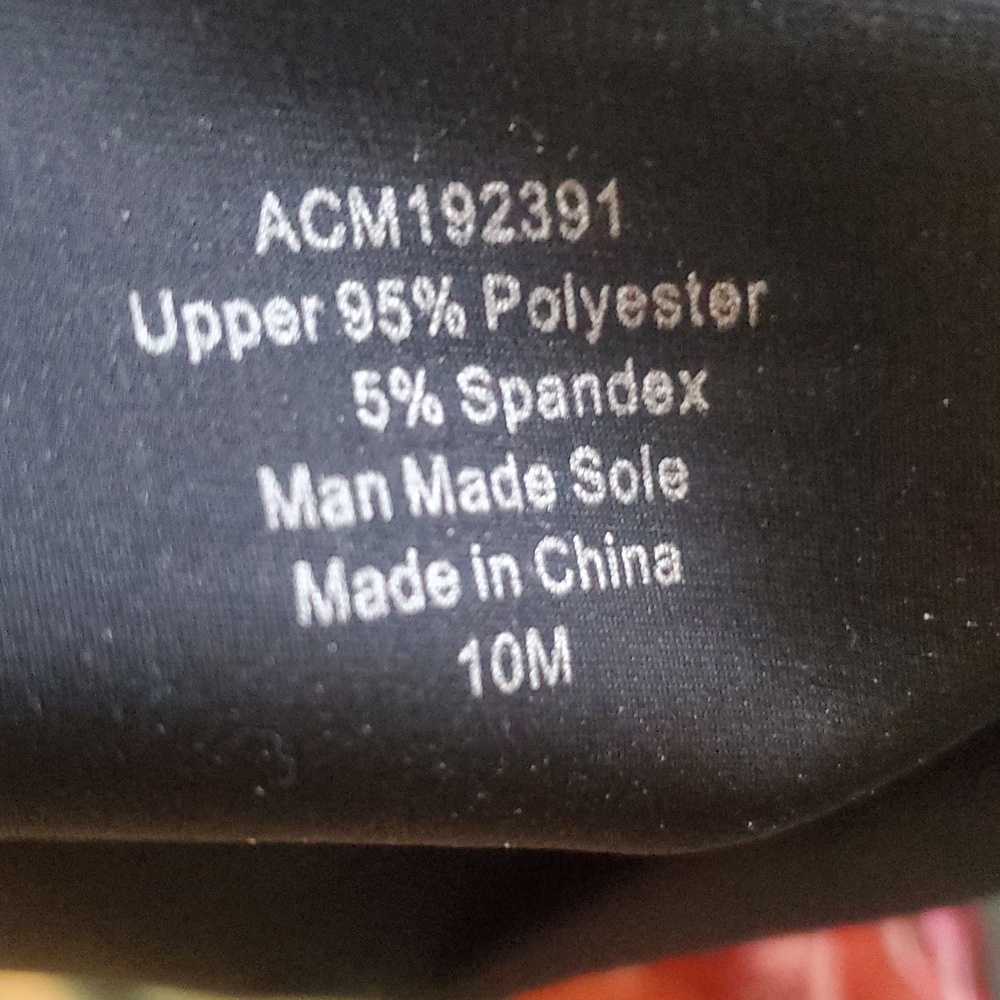 ACM192391
Upper 95% Polyester
5% Spandex
Man Made Sole
Made in China
10M